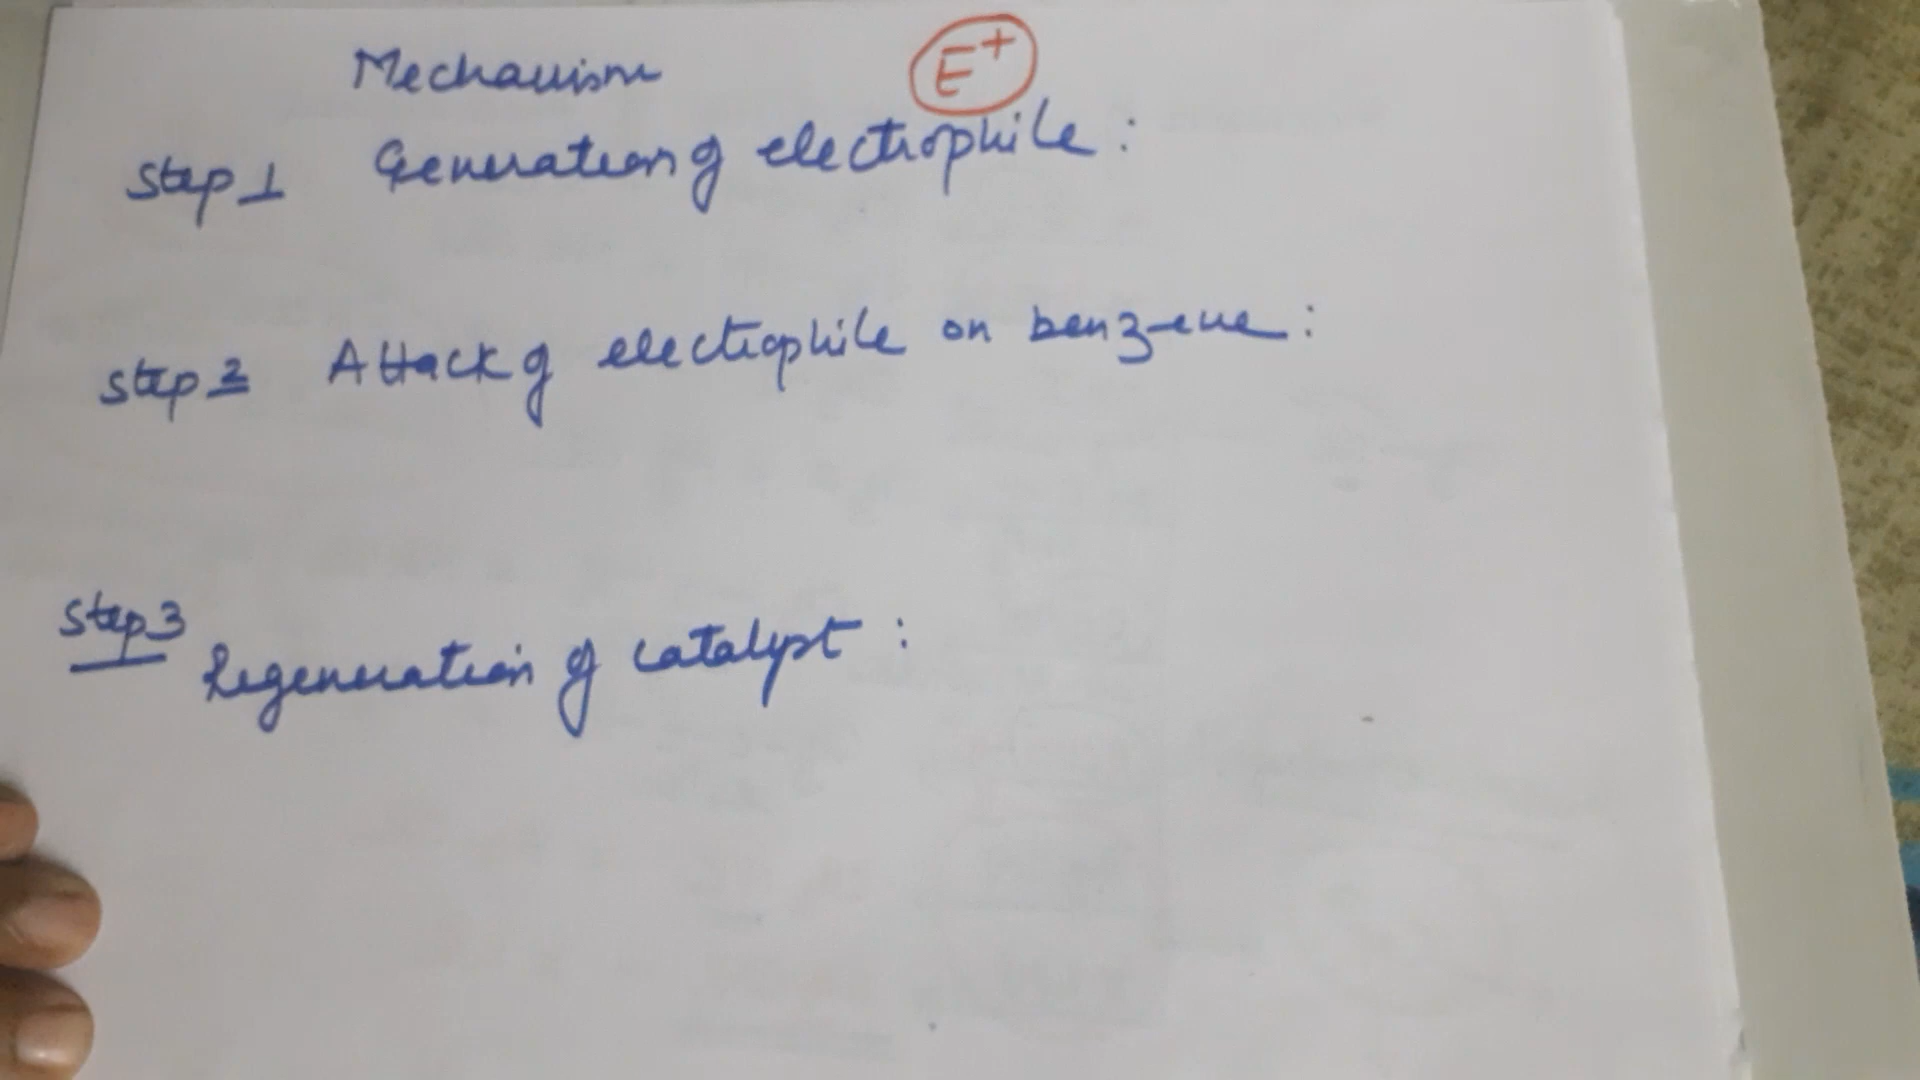 Mechanism E+
Step 1 Generation of electrophile:
Step 2 Attack of electrophile on benzene:
Step 3
Regeneration of catalyst: